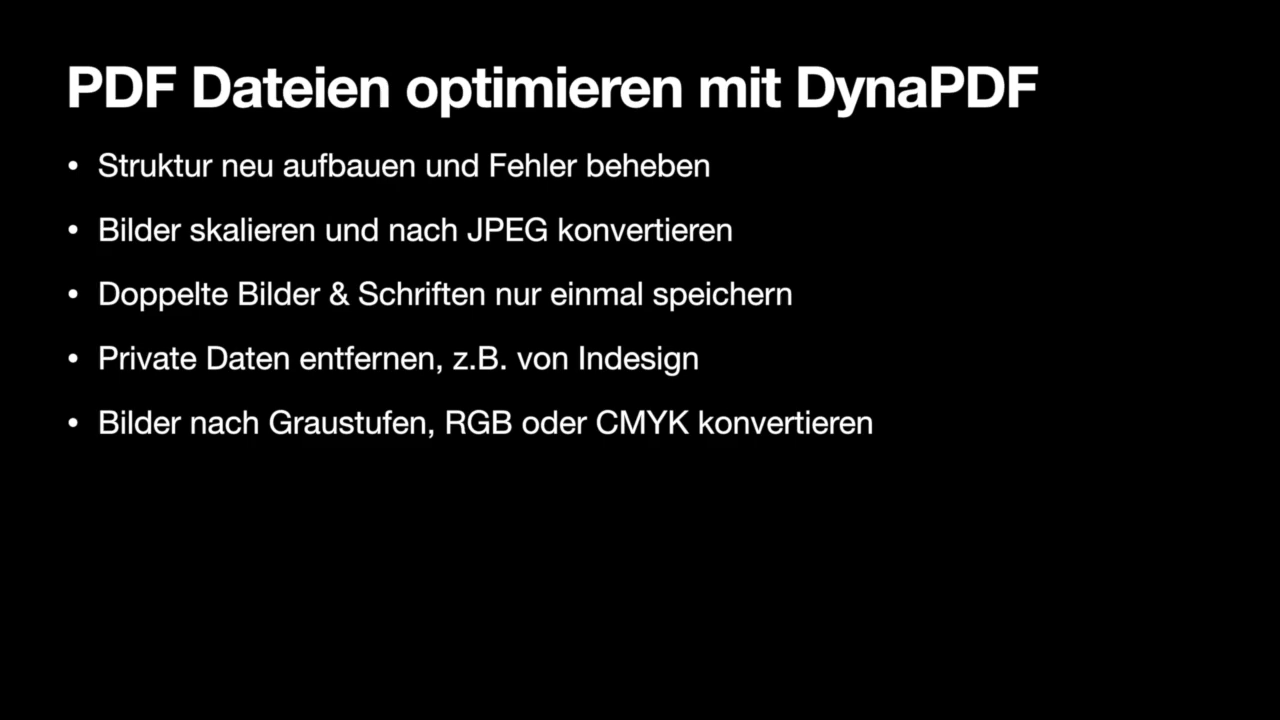 PDF Dateien optimieren mit DynaPDF
• Struktur neu aufbauen und Fehler beheben
• Bilder skalieren und nach JPEG konvertieren
• Doppelte Bilder & Schriften nur einmal speichern
• Private Daten entfernen, z.B. von Indesign
• Bilder nach Graustufen, RGB oder CMYK konvertieren